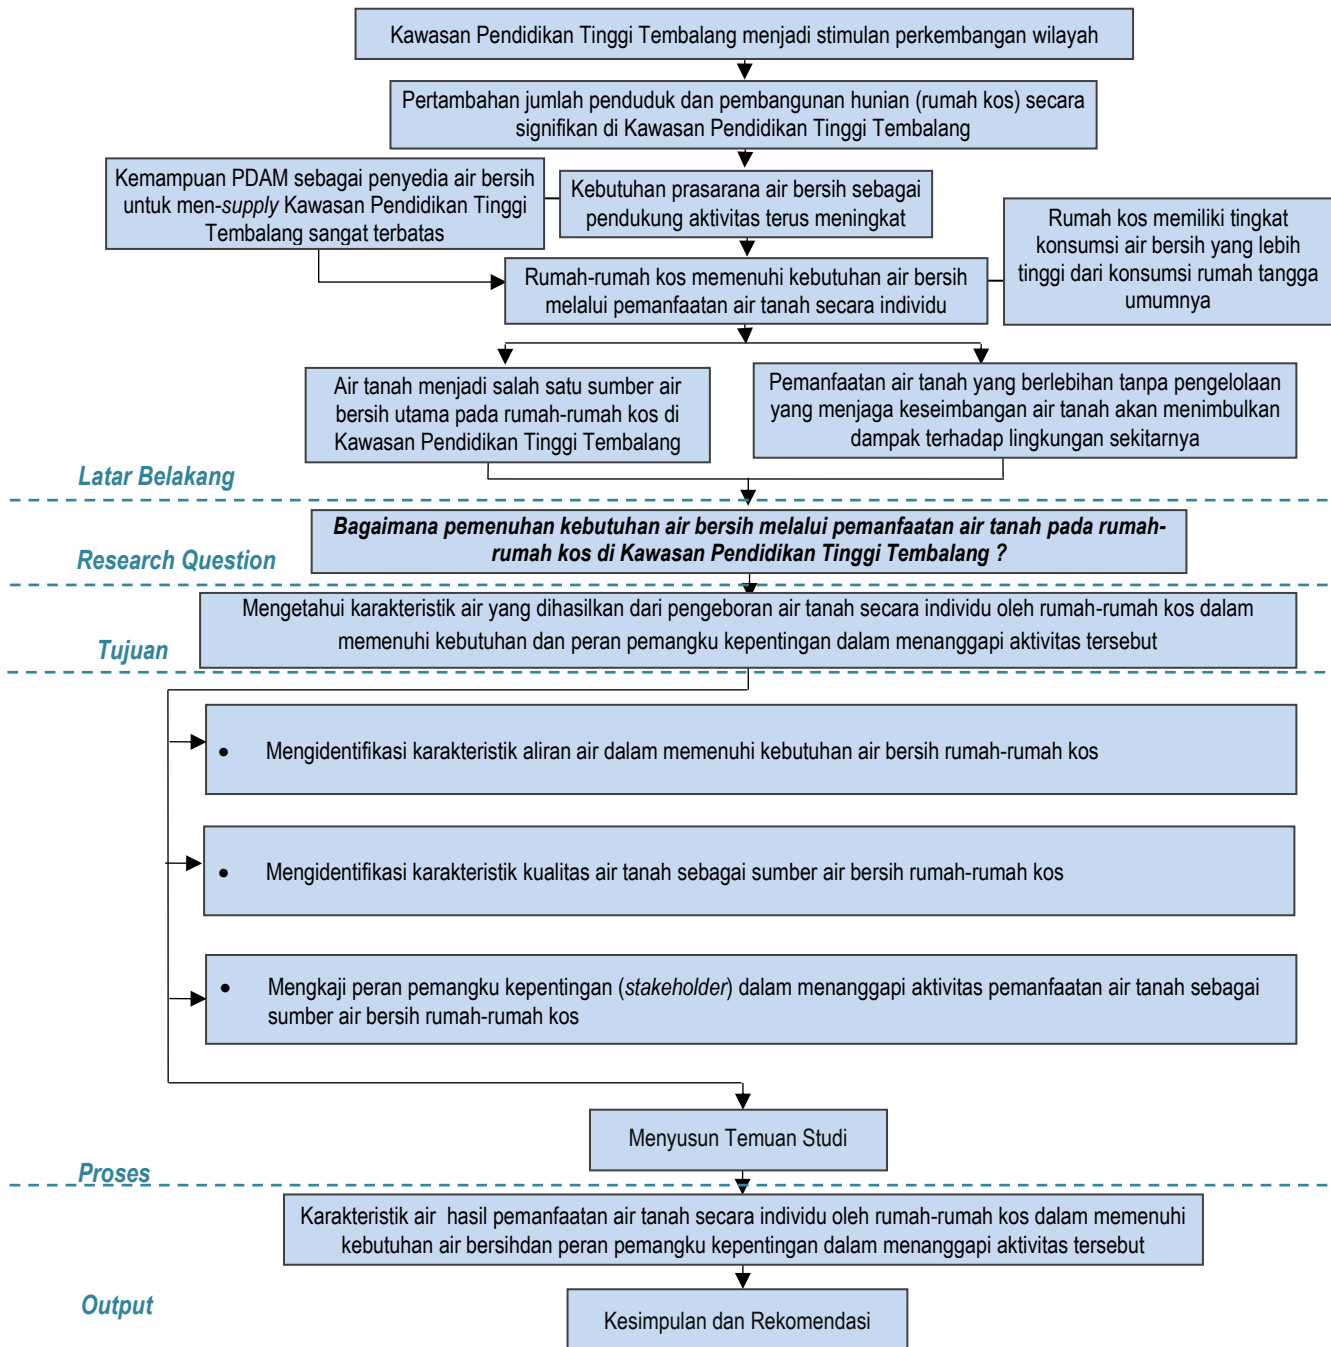 Kawasan Pendidikan Tinggi Tembalang menjadi stimulan perkembangan wilayah
Pertambahan jumlah penduduk dan pembangunan hunian (rumah kos) secara
signifikan di Kawasan Pendidikan Tinggi Tembalang
Kemampuan PDAM sebagai penyedia air bersih
untuk men-supply Kawasan Pendidikan Tinggi
Tembalang sangat terbatas
Kebutuhan prasarana air bersih sebagai
pendukung aktivitas terus meningkat
Rumah kos memiliki tingkat
konsumsi air bersih yang lebih
tinggi dari konsumsi rumah tangga
umumnya
Rumah-rumah kos memenuhi kebutuhan air bersih
melalui pemanfaatan air tanah secara individu
Air tanah menjadi salah satu sumber air
bersih utama pada rumah-rumah kos di
Kawasan Pendidikan Tinggi Tembalang
Pemanfaatan air tanah yang berlebihan tanpa pengelolaan
yang menjaga keseimbangan air tanah akan menimbulkan
dampak terhadap lingkungan sekitarnya
Latar Belakang
Bagaimana pemenuhan kebutuhan air bersih melalui pemanfaatan air tanah pada rumah-
rumah kos di Kawasan Pendidikan Tinggi Tembalang ?
Research Question
Mengetahui karakteristik air yang dihasilkan dari pengeboran air tanah secara individu oleh rumah-rumah kos dalam
memenuhi kebutuhan dan peran pemangku kepentingan dalam menanggapi aktivitas tersebut
Tujuan
• Mengidentifikasi karakteristik aliran air dalam memenuhi kebutuhan air bersih rumah-rumah kos
• Mengidentifikasi karakteristik kualitas air tanah sebagai sumber air bersih rumah-rumah kos
• Mengkaji peran pemangku kepentingan (stakeholder) dalam menanggapi aktivitas pemanfaatan air tanah sebagai
sumber air bersih rumah-rumah kos
Menyusun Temuan Studi
Proses
Karakteristik air hasil pemanfaatan air tanah secara individu oleh rumah-rumah kos dalam memenuhi
kebutuhan air bersihdan peran pemangku kepentingan dalam menanggapi aktivitas tersebut
Output
Kesimpulan dan Rekomendasi